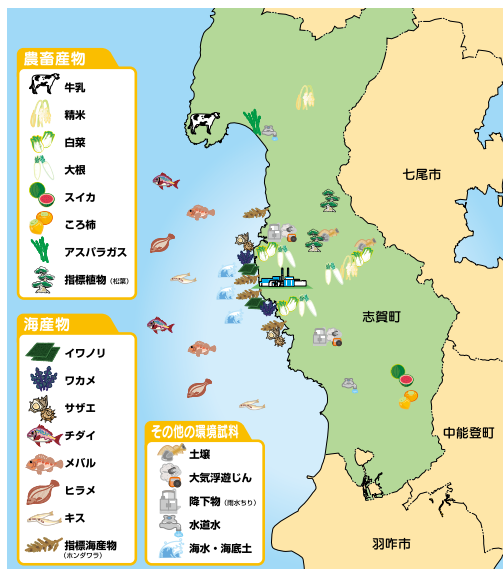 農畜産物
牛乳
精米
白菜
大根
スイカ
ころ柿
アスパラガス
指標植物(松葉)
海産物
イワノリ
ワカメ
サザエ
チダイ
メバル
ヒラメ
キス
指標海産物
(ホンダワラ)
その他の環境試料
土壌
大気浮遊じん
降下物(雨水ちり)
水道水
海水・海底土
七尾市
志賀町
中能登町
羽咋市